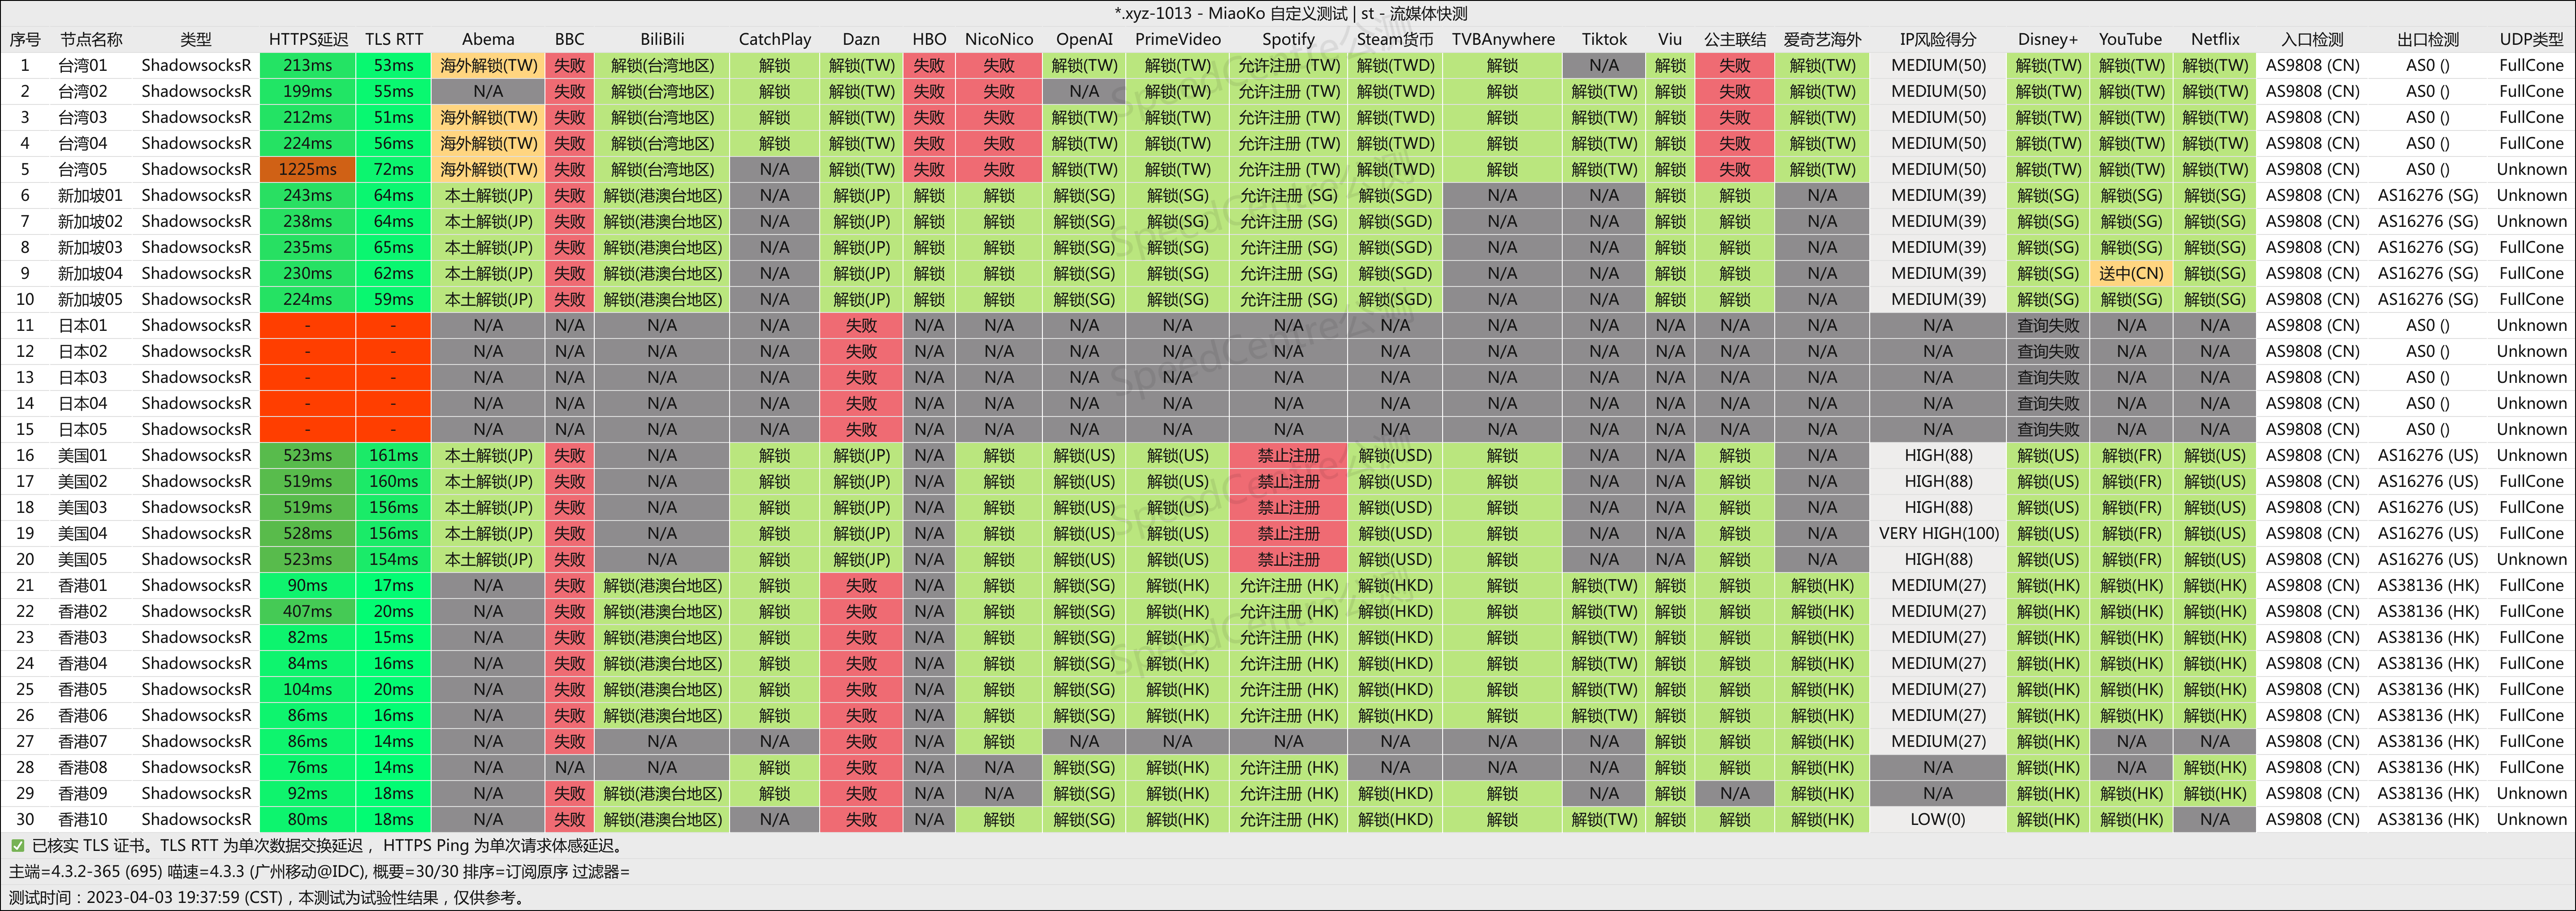 *.xyz-1013 - MiaoKo 自定义测试 | st - 流媒体快测
序号 节点名称 类型 HTTPS延迟 TLS RTT Abema BBC BiliBili CatchPlay Dazn HBO NicoNico OpenAI PrimeVideo Spotify Steam货币 TVBAnywhere Tiktok Viu 公主联结 爱奇艺海外 IP风险得分 Disney+ YouTube Netflix 入口检测 出口检测 UDP类型
1 台湾01 ShadowsocksR 213ms 53ms 海外解锁(TW) 失败 解锁(台湾地区) 解锁 解锁(TW) 失败 失败 解锁(TW) 解锁(TW) 允许注册 (TW) 解锁(TWD) 解锁 N/A 解锁 失败 解锁(TW) MEDIUM(50) 解锁(TW) 解锁(TW) 解锁(TW) AS9808 (CN) AS0 () FullCone
2 台湾02 ShadowsocksR 199ms 55ms N/A 失败 解锁(台湾地区) 解锁 解锁(TW) 失败 失败 N/A 解锁(TW) 允许注册 (TW) 解锁(TWD) 解锁 解锁(TW) 解锁 失败 解锁(TW) MEDIUM(50) 解锁(TW) 解锁(TW) 解锁(TW) AS9808 (CN) AS0 () FullCone
3 台湾03 ShadowsocksR 212ms 51ms 海外解锁(TW) 失败 解锁(台湾地区) 解锁 解锁(TW) 失败 失败 解锁(TW) 解锁(TW) 允许注册 (TW) 解锁(TWD) 解锁 解锁(TW) 解锁 失败 解锁(TW) MEDIUM(50) 解锁(TW) 解锁(TW) 解锁(TW) AS9808 (CN) AS0 () FullCone
4 台湾04 ShadowsocksR 224ms 56ms 海外解锁(TW) 失败 解锁(台湾地区) 解锁 解锁(TW) 失败 失败 解锁(TW) 解锁(TW) 允许注册 (TW) 解锁(TWD) 解锁 解锁(TW) 解锁 失败 解锁(TW) MEDIUM(50) 解锁(TW) 解锁(TW) 解锁(TW) AS9808 (CN) AS0 () FullCone
5 台湾05 ShadowsocksR 1225ms 72ms 海外解锁(TW) 失败 解锁(台湾地区) N/A 解锁(TW) 失败 失败 解锁(TW) 解锁(TW) 允许注册 (TW) 解锁(TWD) 解锁 解锁(TW) 解锁 失败 解锁(TW) MEDIUM(50) 解锁(TW) 解锁(TW) 解锁(TW) AS9808 (CN) AS0 () Unknown
6 新加坡01 ShadowsocksR 243ms 64ms 本土解锁(JP) 失败 解锁(港澳台地区) N/A 解锁(JP) 解锁 解锁 解锁(SG) 解锁(SG) 允许注册 (SG) 解锁(SGD) N/A N/A 解锁 解锁 N/A MEDIUM(39) 解锁(SG) 解锁(SG) 解锁(SG) AS9808 (CN) AS16276 (SG) Unknown
7 新加坡02 ShadowsocksR 238ms 64ms 本土解锁(JP) 失败 解锁(港澳台地区) N/A 解锁(JP) 解锁 解锁 解锁(SG) 解锁(SG) 允许注册 (SG) 解锁(SGD) N/A N/A 解锁 解锁 N/A MEDIUM(39) 解锁(SG) 解锁(SG) 解锁(SG) AS9808 (CN) AS16276 (SG) Unknown
8 新加坡03 ShadowsocksR 235ms 65ms 本土解锁(JP) 失败 解锁(港澳台地区) N/A 解锁(JP) 解锁 解锁 解锁(SG) 解锁(SG) 允许注册 (SG) 解锁(SGD) N/A N/A 解锁 解锁 N/A MEDIUM(39) 解锁(SG) 解锁(SG) 解锁(SG) AS9808 (CN) AS16276 (SG) FullCone
9 新加坡04 ShadowsocksR 230ms 62ms 本土解锁(JP) 失败 解锁(港澳台地区) N/A 解锁(JP) 解锁 解锁 解锁(SG) 解锁(SG) 允许注册 (SG) 解锁(SGD) N/A N/A 解锁 解锁 N/A MEDIUM(39) 解锁(SG) 送中(CN) 解锁(SG) AS9808 (CN) AS16276 (SG) FullCone
10 新加坡05 ShadowsocksR 224ms 59ms 本土解锁(JP) 失败 解锁(港澳台地区) N/A 解锁(JP) 解锁 解锁 解锁(SG) 解锁(SG) 允许注册 (SG) 解锁(SGD) N/A N/A 解锁 解锁 N/A MEDIUM(39) 解锁(SG) 解锁(SG) 解锁(SG) AS9808 (CN) AS16276 (SG) FullCone
11 日本01 ShadowsocksR - - N/A N/A N/A N/A 失败 N/A N/A N/A N/A N/A N/A N/A N/A N/A N/A N/A N/A 查询失败 N/A N/A AS9808 (CN) AS0 () Unknown
12 日本02 ShadowsocksR - - N/A N/A N/A N/A 失败 N/A N/A N/A N/A N/A N/A N/A N/A N/A N/A N/A N/A 查询失败 N/A N/A AS9808 (CN) AS0 () Unknown
13 日本03 ShadowsocksR - - N/A N/A N/A N/A 失败 N/A N/A N/A N/A N/A N/A N/A N/A N/A N/A N/A N/A 查询失败 N/A N/A AS9808 (CN) AS0 () Unknown
14 日本04 ShadowsocksR - - N/A N/A N/A N/A 失败 N/A N/A N/A N/A N/A N/A N/A N/A N/A N/A N/A N/A 查询失败 N/A N/A AS9808 (CN) AS0 () Unknown
15 日本05 ShadowsocksR - - N/A N/A N/A N/A 失败 N/A N/A N/A N/A N/A N/A N/A N/A N/A N/A N/A N/A 查询失败 N/A N/A AS9808 (CN) AS0 () Unknown
16 美国01 ShadowsocksR 523ms 161ms 本土解锁(JP) 失败 N/A 解锁 解锁(JP) N/A 解锁 解锁(US) 解锁(US) 禁止注册 解锁(USD) 解锁 N/A N/A 解锁 N/A HIGH(88) 解锁(US) 解锁(FR) 解锁(US) AS9808 (CN) AS16276 (US) Unknown
17 美国02 ShadowsocksR 519ms 160ms 本土解锁(JP) 失败 N/A 解锁 解锁(JP) N/A 解锁 解锁(US) 解锁(US) 禁止注册 解锁(USD) 解锁 N/A N/A 解锁 N/A HIGH(88) 解锁(US) 解锁(FR) 解锁(US) AS9808 (CN) AS16276 (US) FullCone
18 美国03 ShadowsocksR 519ms 156ms 本土解锁(JP) 失败 N/A 解锁 解锁(JP) N/A 解锁 解锁(US) 解锁(US) 禁止注册 解锁(USD) 解锁 N/A N/A 解锁 N/A HIGH(88) 解锁(US) 解锁(FR) 解锁(US) AS9808 (CN) AS16276 (US) FullCone
19 美国04 ShadowsocksR 528ms 156ms 本土解锁(JP) 失败 N/A 解锁 解锁(JP) N/A 解锁 解锁(US) 解锁(US) 禁止注册 解锁(USD) 解锁 N/A N/A 解锁 N/A VERY HIGH(100) 解锁(US) 解锁(FR) 解锁(US) AS9808 (CN) AS16276 (US) FullCone
20 美国05 ShadowsocksR 523ms 154ms 本土解锁(JP) 失败 N/A 解锁 解锁(JP) N/A 解锁 解锁(US) 解锁(US) 禁止注册 解锁(USD) 解锁 N/A N/A 解锁 N/A HIGH(88) 解锁(US) 解锁(FR) 解锁(US) AS9808 (CN) AS16276 (US) Unknown
21 香港01 ShadowsocksR 90ms 17ms N/A 失败 解锁(港澳台地区) 解锁 失败 N/A 解锁 解锁(SG) 解锁(HK) 允许注册 (HK) 解锁(HKD) 解锁 解锁(TW) 解锁 解锁 解锁(HK) MEDIUM(27) 解锁(HK) 解锁(HK) 解锁(HK) AS9808 (CN) AS38136 (HK) FullCone
22 香港02 ShadowsocksR 407ms 20ms N/A 失败 解锁(港澳台地区) 解锁 失败 N/A 解锁 解锁(SG) 解锁(HK) 允许注册 (HK) 解锁(HKD) 解锁 解锁(TW) 解锁 解锁 解锁(HK) MEDIUM(27) 解锁(HK) 解锁(HK) 解锁(HK) AS9808 (CN) AS38136 (HK) FullCone
23 香港03 ShadowsocksR 82ms 15ms N/A 失败 解锁(港澳台地区) 解锁 失败 N/A 解锁 解锁(SG) 解锁(HK) 允许注册 (HK) 解锁(HKD) 解锁 解锁(TW) 解锁 解锁 解锁(HK) MEDIUM(27) 解锁(HK) 解锁(HK) 解锁(HK) AS9808 (CN) AS38136 (HK) FullCone
24 香港04 ShadowsocksR 84ms 16ms N/A 失败 解锁(港澳台地区) 解锁 失败 N/A 解锁 解锁(SG) 解锁(HK) 允许注册 (HK) 解锁(HKD) 解锁 解锁(TW) 解锁 解锁 解锁(HK) MEDIUM(27) 解锁(HK) 解锁(HK) 解锁(HK) AS9808 (CN) AS38136 (HK) FullCone
25 香港05 ShadowsocksR 104ms 20ms N/A 失败 解锁(港澳台地区) 解锁 失败 N/A 解锁 解锁(SG) 解锁(HK) 允许注册 (HK) 解锁(HKD) 解锁 解锁(TW) 解锁 解锁 解锁(HK) MEDIUM(27) 解锁(HK) 解锁(HK) 解锁(HK) AS9808 (CN) AS38136 (HK) FullCone
26 香港06 ShadowsocksR 86ms 16ms N/A 失败 解锁(港澳台地区) 解锁 失败 N/A 解锁 解锁(SG) 解锁(HK) 允许注册 (HK) 解锁(HKD) 解锁 解锁(TW) 解锁 解锁 解锁(HK) MEDIUM(27) 解锁(HK) 解锁(HK) 解锁(HK) AS9808 (CN) AS38136 (HK) FullCone
27 香港07 ShadowsocksR 86ms 14ms N/A 失败 N/A N/A 失败 N/A 解锁 N/A N/A N/A N/A N/A N/A 解锁 解锁 解锁(HK) MEDIUM(27) 解锁(HK) N/A N/A AS9808 (CN) AS38136 (HK) FullCone
28 香港08 ShadowsocksR 76ms 14ms N/A N/A N/A 解锁 失败 N/A N/A 解锁(SG) 解锁(HK) 允许注册 (HK) N/A N/A N/A 解锁 解锁 解锁(HK) N/A 解锁(HK) N/A 解锁(HK) AS9808 (CN) AS38136 (HK) FullCone
29 香港09 ShadowsocksR 92ms 18ms N/A 失败 解锁(港澳台地区) 解锁 失败 N/A N/A 解锁(SG) 解锁(HK) 允许注册 (HK) 解锁(HKD) 解锁 N/A 解锁 N/A 解锁(HK) N/A 解锁(HK) 解锁(HK) 解锁(HK) AS9808 (CN) AS38136 (HK) Unknown
30 香港10 ShadowsocksR 80ms 18ms N/A 失败 解锁(港澳台地区) N/A 失败 N/A 解锁 解锁(SG) 解锁(HK) 允许注册 (HK) 解锁(HKD) 解锁 解锁(TW) 解锁 解锁 解锁(HK) LOW(0) 解锁(HK) 解锁(HK) N/A AS9808 (CN) AS38136 (HK) Unknown
✅ 已核实 TLS 证书。TLS RTT 为单次数据交换延迟， HTTPS Ping 为单次请求体感延迟。
主端=4.3.2-365 (695) 喵速=4.3.3 (广州移动@IDC), 概要=30/30 排序=订阅原序 过滤器=
测试时间：2023-04-03 19:37:59 (CST)，本测试为试验性结果，仅供参考。
SpeedCentre公测
SpeedCentre公测
SpeedCentre公测
SpeedCentre公测
SpeedCentre公测